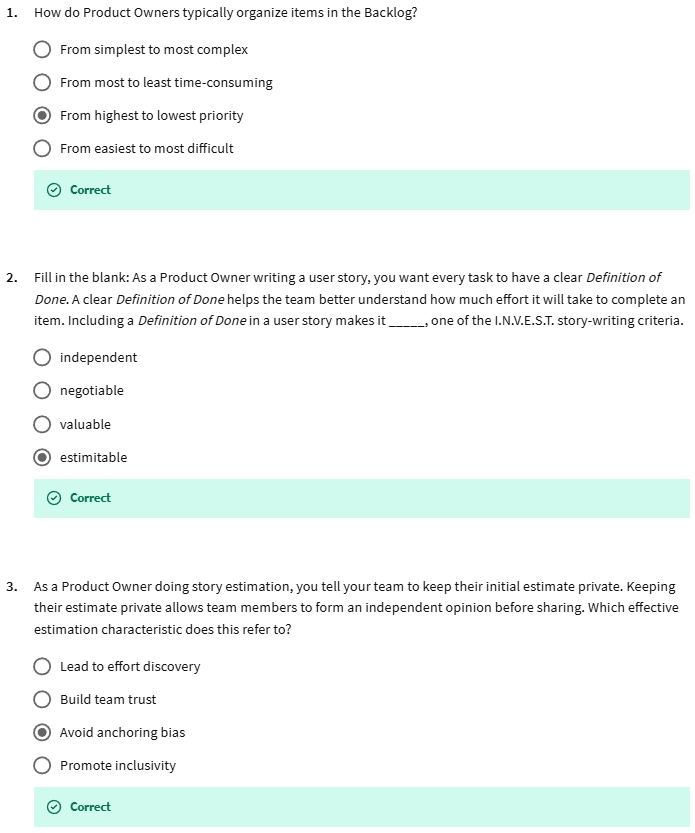 1. How do Product Owners typically organize items in the Backlog?
From simplest to most complex
From most to least time-consuming
From highest to lowest priority
From easiest to most difficult
Correct
2. Fill in the blank: As a Product Owner writing a user story, you want every task to have a clear Definition of
Done. A clear Definition of Done helps the team better understand how much effort it will take to complete an
item. Including a Definition of Done in a user story makes it _____, one of the I.N.V.E.S.T. story-writing criteria.
independent
negotiable
valuable
estimitable
Correct
3. As a Product Owner doing story estimation, you tell your team to keep their initial estimate private. Keeping
their estimate private allows team members to form an independent opinion before sharing. Which effective
estimation characteristic does this refer to?
Lead to effort discovery
Build team trust
Avoid anchoring bias
Promote inclusivity
Correct